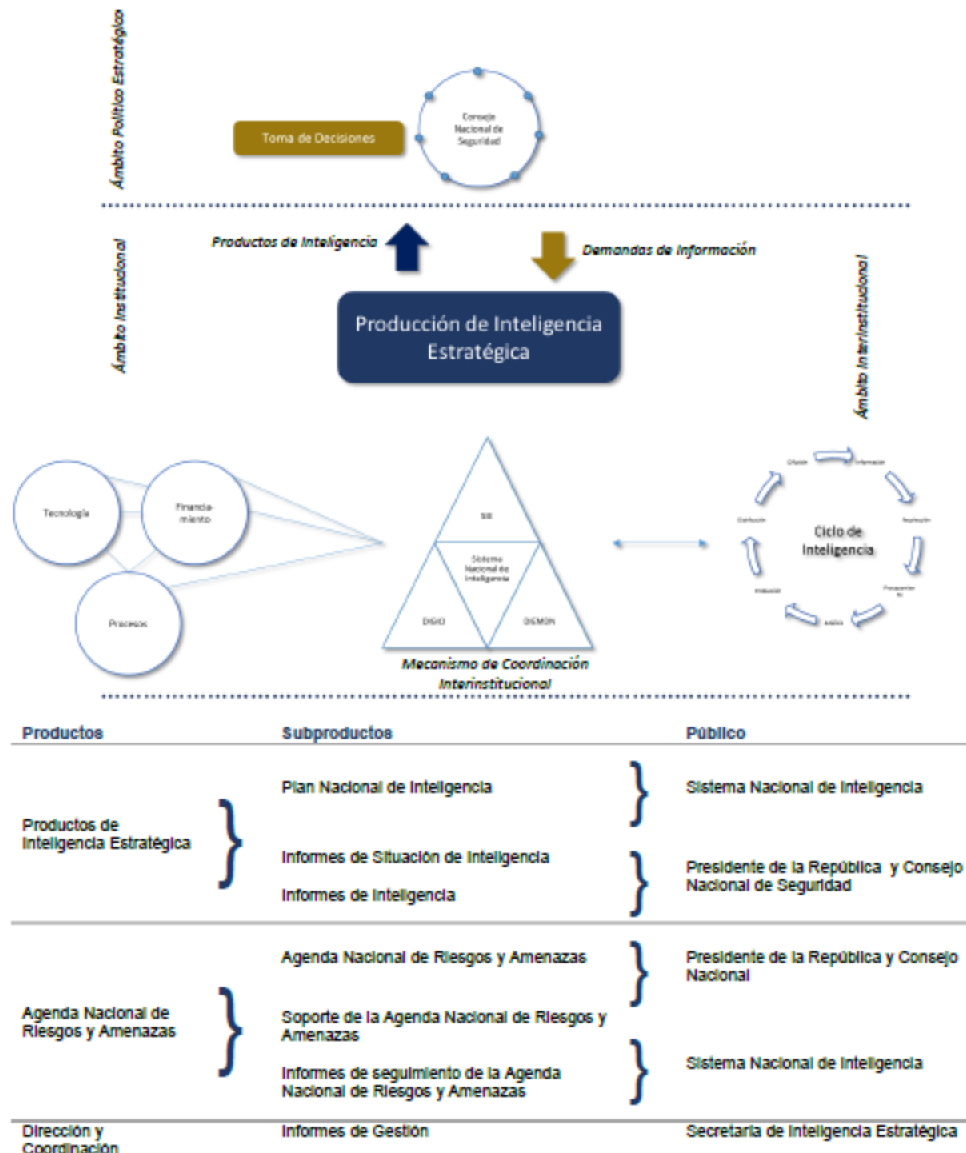 Ámbito Político Estratégico
Consejo
Nacional de
Seguridad
Toma de Decisiones
Ámbito Institucional
Productos de Inteligencia
Demandas de Información
Producción de Inteligencia
Estratégica
Ámbito Interinstitucional
Tecnología
Financia-
miento
Procesos
SIE
Sistema
Nacional de
Inteligencia
DIGICI
DIEMDN
Difusión
Información
Ciclo de
Inteligencia
Mecanismo de Coordinación
Interinstitucional
Productos
Subproductos
Público
Plan Nacional de Inteligencia
Sistema Nacional de Inteligencia
Productos de
Inteligencia Estratégica
Informes de Situación de Inteligencia
Informes de Inteligencia
Presidente de la República y Consejo
Nacional de Seguridad
Agenda Nacional de Riesgos y Amenazas
Presidente de la República y Consejo
Nacional
Agenda Nacional de
Riesgos y Amenazas
Soporte de la Agenda Nacional de Riesgos y
Amenazas
Informes de seguimiento de la Agenda
Nacional de Riesgos y Amenazas
Sistema Nacional de Inteligencia
Dirección y
Coordinación
Informes de Gestión
Secretaría de Inteligencia Estratégica